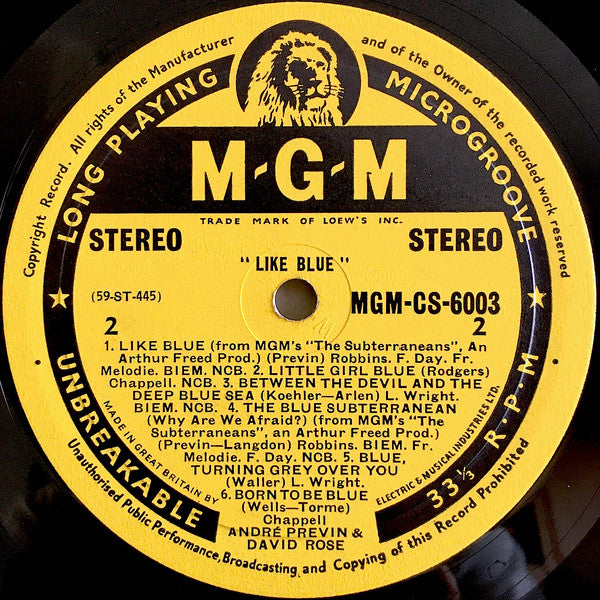 Copyright Record. All rights of the Manufacturer and of the Owner of the recorded work reserved
LONG PLAYING MICROGROOVE
M-G-M
TRADE MARK OF LOEW'S INC.
STEREO STEREO
"LIKE BLUE"
(59-ST-445) MGM-CS-6003
2 2
1. LIKE BLUE (from MGM's "The Subterraneans", An
Arthur Freed Prod.) (Previn) Robbins. F. Day. Fr.
Melodie. BIEM. NCB. 2. LITTLE GIRL BLUE (Rodgers)
Chappell. NCB. 3. BETWEEN THE DEVIL AND THE
DEEP BLUE SEA (Koehler—Arlen) L. Wright.
BIEM. NCB. 4. THE BLUE SUBTERRANEAN
(Why Are We Afraid?) (from MGM's "The
Subterraneans", an Arthur Freed Prod.)
(Previn—Langdon) Robbins. BIEM. Fr.
Melodie. F. Day. NCB. 5. BLUE,
TURNING GREY OVER YOU
(Waller) L. Wright.
6. BORN TO BE BLUE
(Wells—Torme)
Chappell
ANDRÉ PREVIN &
DAVID ROSE
MADE IN GREAT BRITAIN BY ELECTRIC & MUSICAL INDUSTRIES LTD.
UNBREAKABLE 33⅓ R.P.M
Unauthorised Public Performance, Broadcasting and Copying of this Record Prohibited